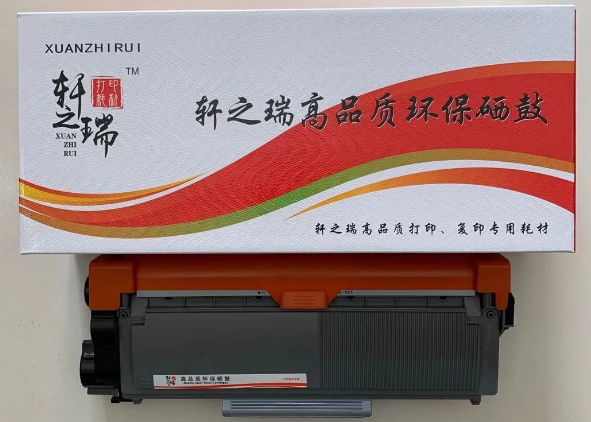 XUANZHIRUI
轩之瑞
TM
打印
耗材
XUAN
ZHI
RUI
轩之瑞高品质环保硒鼓
轩之瑞高品质打印、复印专用耗材
高品质环保硒鼓